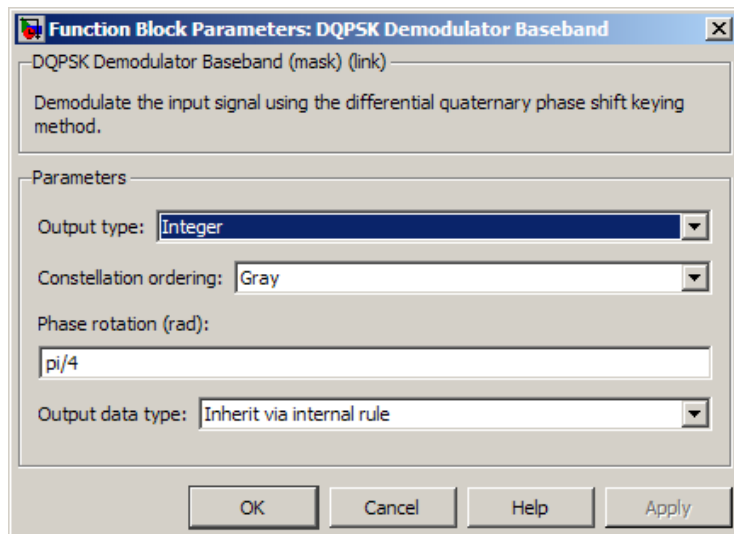 Function Block Parameters: DQPSK Demodulator Baseband
DQPSK Demodulator Baseband (mask) (link)
Demodulate the input signal using the differential quaternary phase shift keying
method.
Parameters
Output type: Integer
Constellation ordering: Gray
Phase rotation (rad):
pi/4
Output data type: Inherit via internal rule
OK Cancel Help Apply